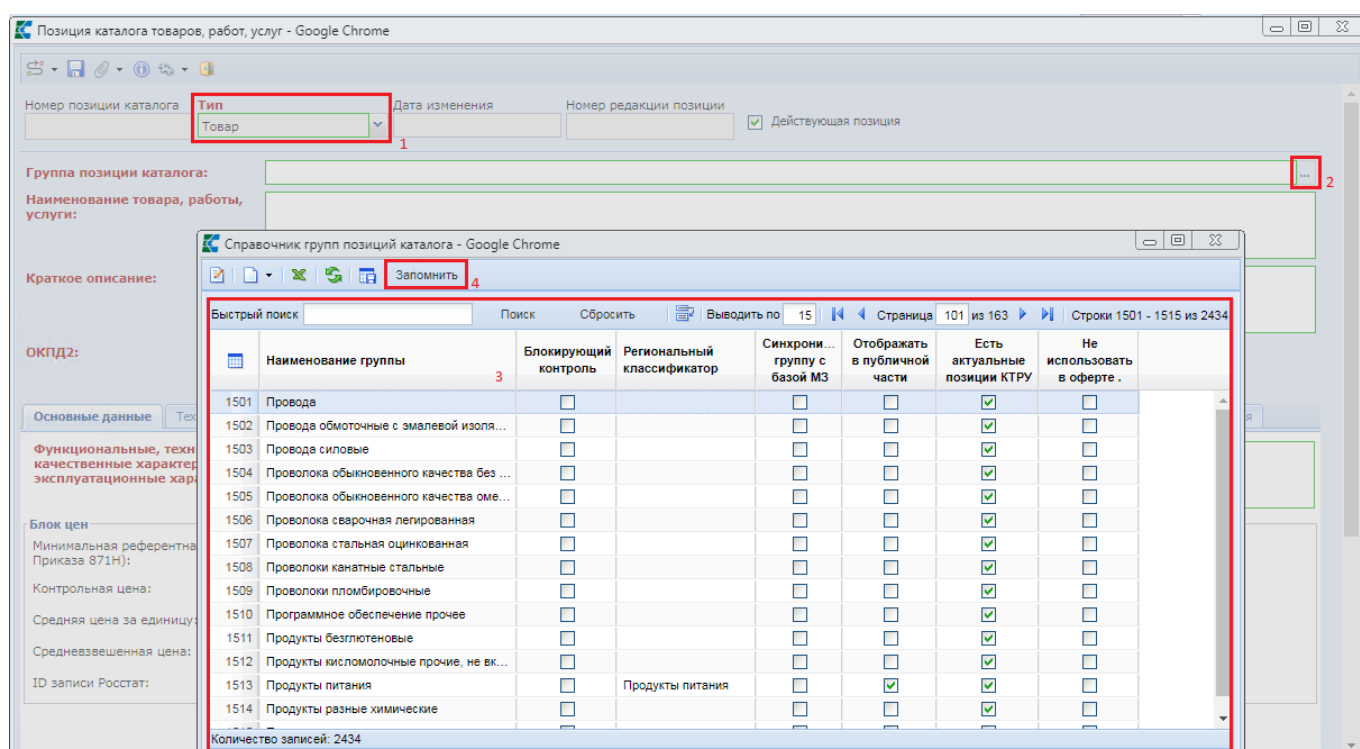 Позиция каталога товаров, работ, услуг - Google Chrome
Номер позиции каталога Тип Дата изменения Номер редакции позиции
Товар Действующая позиция
1
Группа позиции каталога: ... 2
Наименование товара, работы,
услуги:
Справочник групп позиций каталога - Google Chrome
Краткое описание:
Запомнить 4
Быстрый поиск Поиск Сбросить Выводить по 15 Страница 101 из 163 Строки 1501 - 1515 из 2434
ОКПД2:
Наименование группы 3
Блокирующий
контроль
Региональный
классификатор
Синхрони...
группу с
базой МЗ
Отображать
в публичной
части
Есть
актуальные
позиции КТРУ
Не
использовать
в оферте .
1501 Провода
1502 Провода обмоточные с эмалевой изоля...
1503 Провода силовые
1504 Проволока обыкновенного качества без ...
1505 Проволока обыкновенного качества оме...
1506 Проволока сварочная легированная
1507 Проволока стальная оцинкованная
1508 Проволоки канатные стальные
1509 Проволоки пломбировочные
1510 Программное обеспечение прочее
1511 Продукты безглютеновые
1512 Продукты кисломолочные прочие, не вк...
1513 Продукты питания Продукты питания
1514 Продукты разные химические
Количество записей: 2434
Основные данные Тех
Функциональные, техн
качественные характер
эксплуатационные хара
Блок цен
Минимальная референтна
Приказа 871Н):
Контрольная цена:
Средняя цена за единицу:
Средневзвешенная цена:
ID записи Росстат: